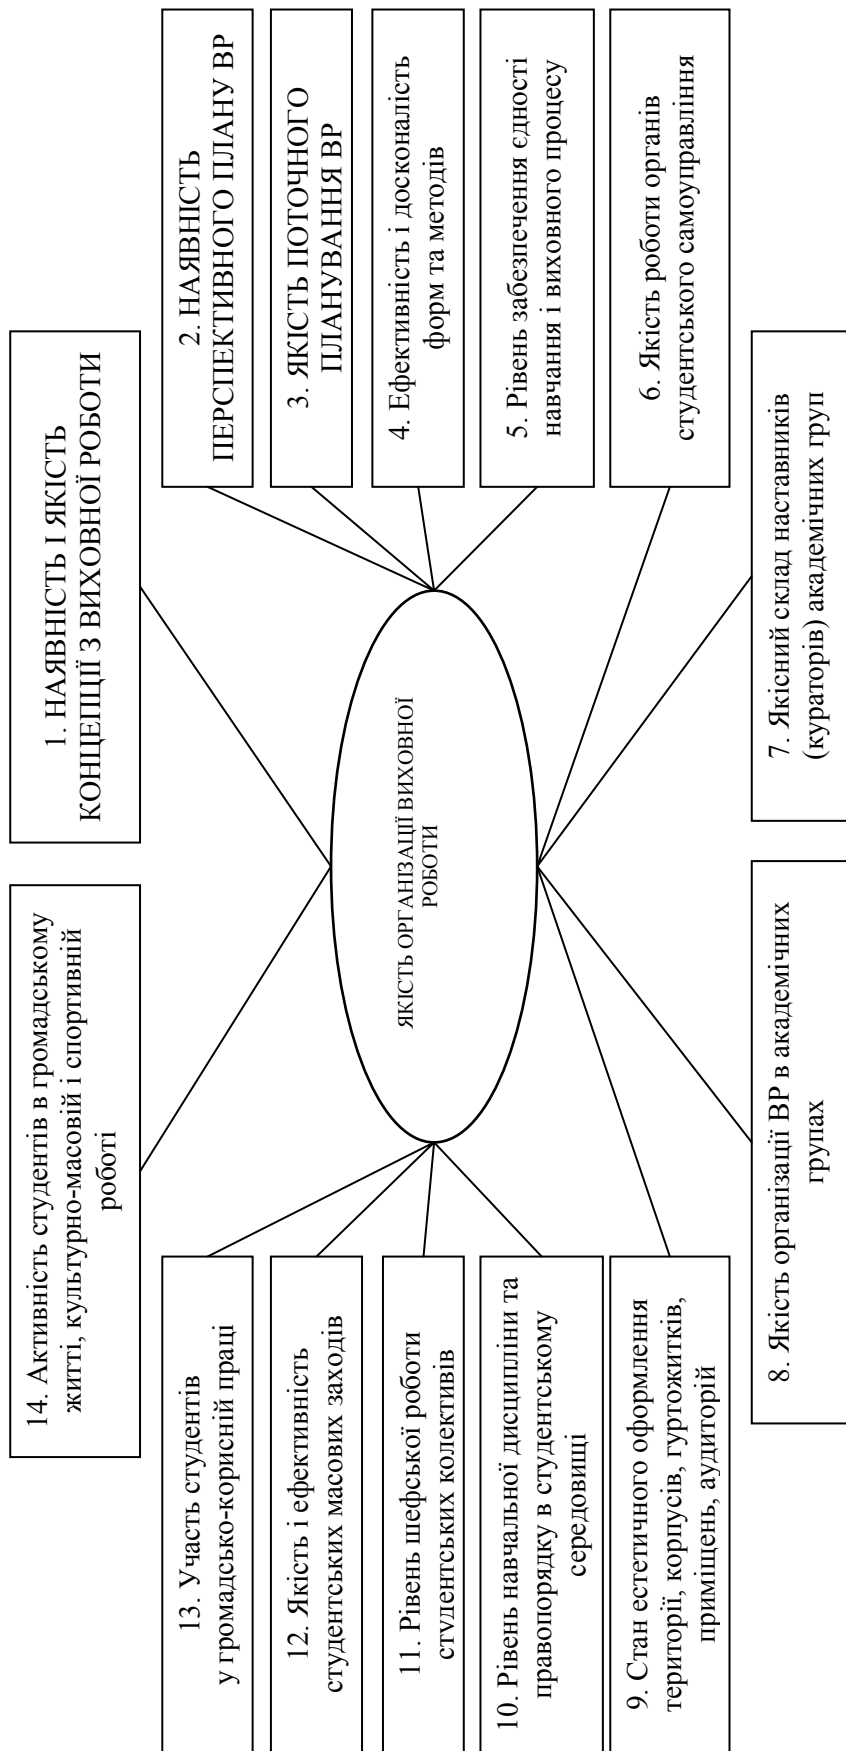 1. НАЯВНІСТЬ І ЯКІСТЬ
КОНЦЕПЦІЇ З ВИХОВНОЇ РОБОТИ
2. НАЯВНІСТЬ
ПЕРСПЕКТИВНОГО ПЛАНУ ВР
3. ЯКІСТЬ ПОТОЧНОГО
ПЛАНУВАННЯ ВР
4. Ефективність і досконалість
форм та методів
5. Рівень забезпечення єдності
навчання і виховного процесу
6. Якість роботи органів
студентського самоуправління
7. Якісний склад наставників
(кураторів) академічних груп
8. Якість організації ВР в академічних
групах
9. Стан естетичного оформлення
території, корпусів, гуртожитків,
приміщень, аудиторій
10. Рівень навчальної дисципліни та
правопорядку в студентському
середовищі
11. Рівень шефської роботи
студентських колективів
12. Якість і ефективність
студентських масових заходів
13. Участь студентів
у громадсько-корисній праці
14. Активність студентів в громадському
житті, культурно-масовій і спортивній
роботі
ЯКІСТЬ ОРГАНІЗАЦІЇ ВИХОВНОЇ
РОБОТИ